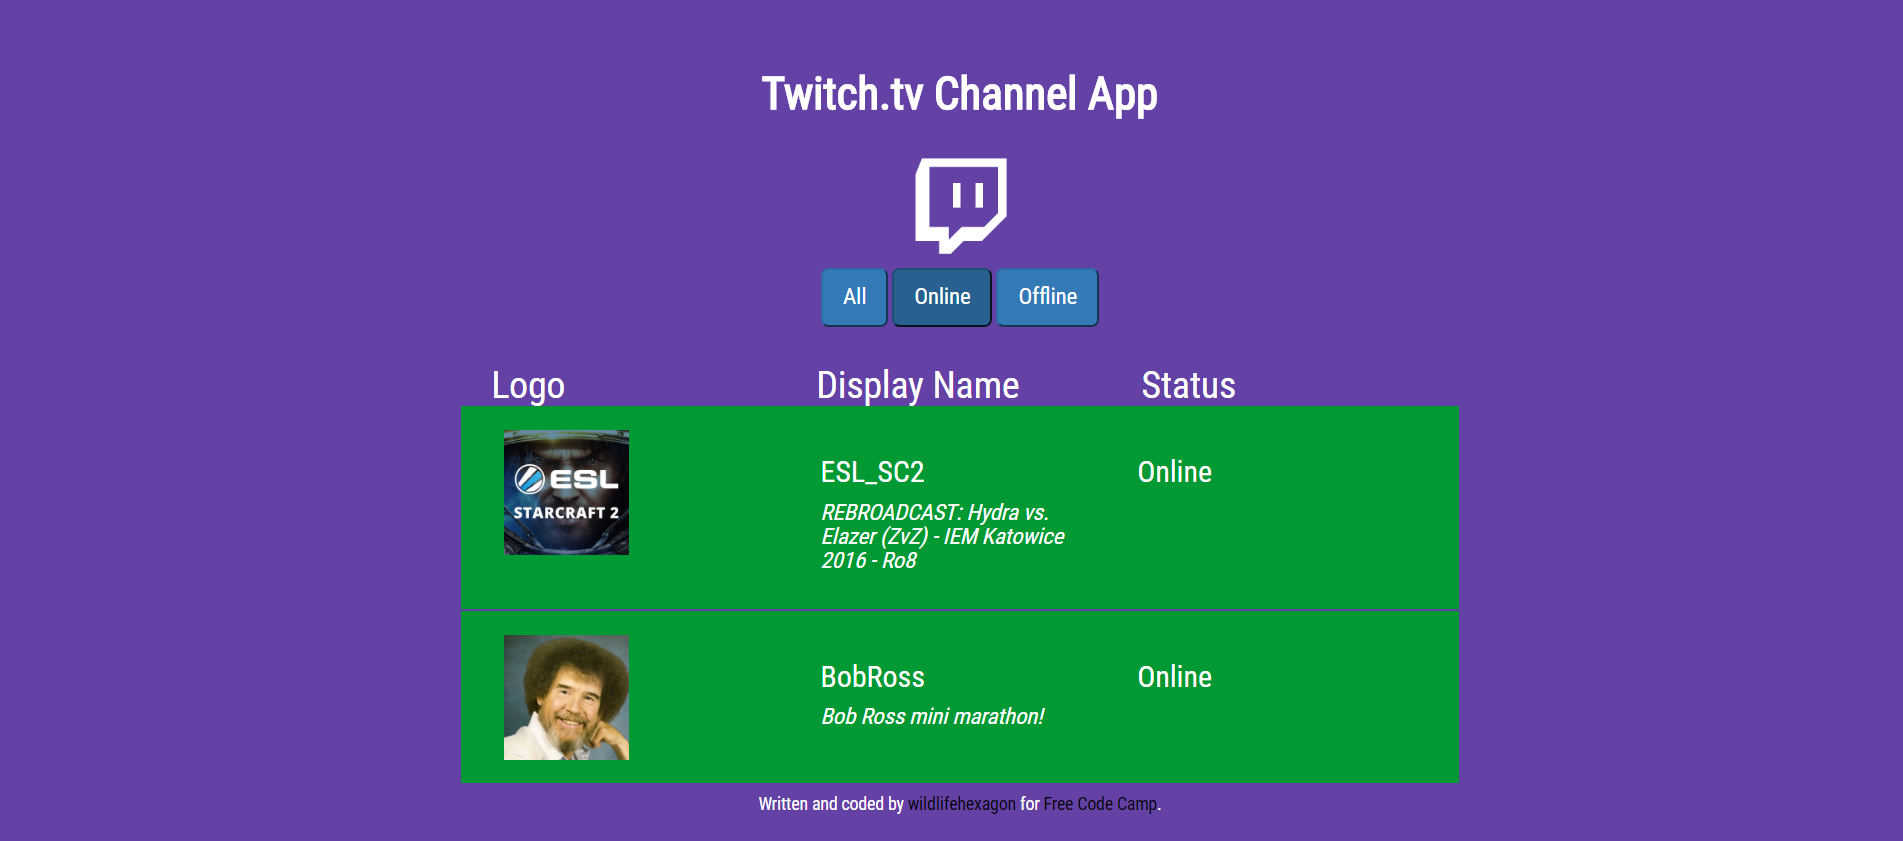 Twitch.tv Channel App
All Online Offline
Logo Display Name Status
ESL
STARCRAFT 2
ESL_SC2 Online
REBROADCAST: Hydra vs.
Elazer (ZvZ) - IEM Katowice
2016 - Ro8
BobRoss Online
Bob Ross mini marathon!
Written and coded by wildlifehexagon for Free Code Camp.